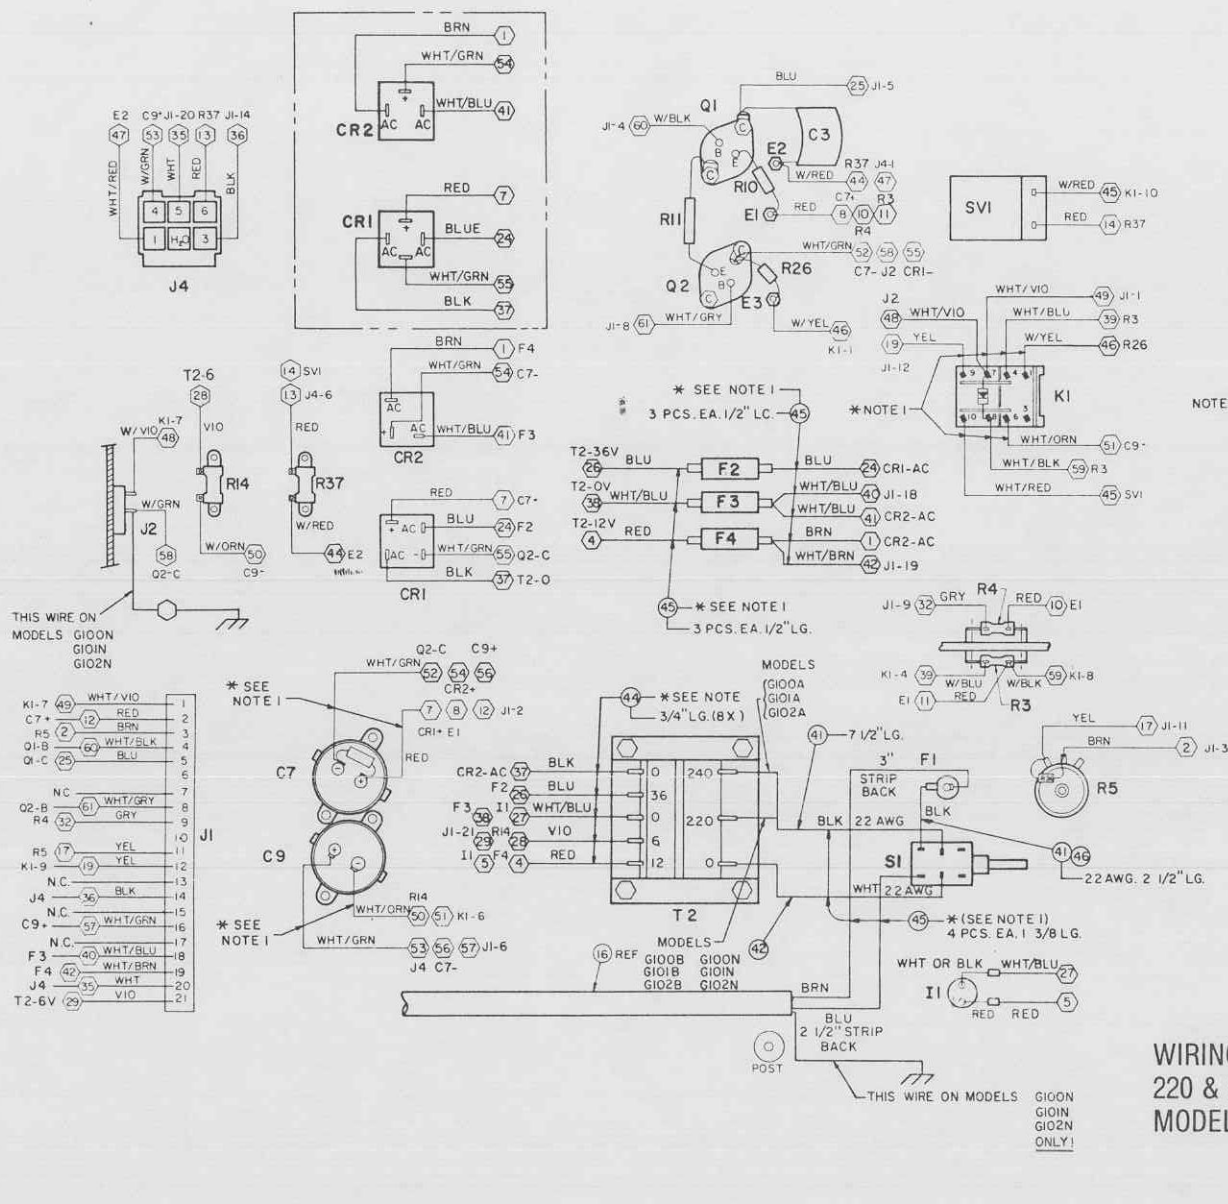 E2 C9+ J1-20 R37 J1-14
47 53 35 13 36
WHT/RED W/GRN WHT RED BLK
4 5 6
1 H2O 3
J4
BRN 1
WHT/GRN 54
WHT/BLU 41
CR2 AC + AC
RED 7
CR1 + BLUE 24
AC AC
WHT/GRN 55
BLK 37
BRN 1 F4
WHT/GRN 54 C7-
AC
+ AC WHT/BLU 41 F3
CR2
RED 7 C7+
+ AC BLU 24 F2
AC - WHT/GRN 55 Q2-C
BLK 37 T2-0
CR1
BLU 25 J1-5
Q1
J1-4 60 W/BLK
C3
C B E C
E2
R37 J4-1
W/RED 44 47
R10
C7+ R3
E1 RED 8 10 11
R4
R11
WHT/GRN 52 58 55
C7- J2 CR1-
R26
Q2 E B C C
E3
J1-8 61 WHT/GRY
W/YEL 46
K1-1
SV1
W/RED 45 K1-10
RED 14 R37
J2 WHT/VIO 49 J1-1
48 WHT/VIO WHT/BLU 39 R3
19 YEL W/YEL 46 R26
J1-12
9 7 4 1
10 8 6 3
K1
* NOTE 1
NOTE
WHT/ORN 51 C9-
WHT/BLK 59 R3
WHT/RED 45 SV1
T2-6
28
VIO
R14
W/ORN 50
C9-
14 SV1
13 J4-6
RED
R37
W/RED
44 E2
K1-7
W/VIO 48
W/GRN
J2
58
Q2-C
THIS WIRE ON
MODELS G100N
G101N
G102N
* SEE NOTE 1
3 PCS. EA. 1/2" LC. 45
T2-36V
26 BLU F2 BLU 24 CR1-AC
T2-0V
38 WHT/BLU F3 WHT/BLU 40 J1-18
WHT/BLU 41 CR2-AC
T2-12V
4 RED F4 BRN 1 CR2-AC
WHT/BRN 42 J1-19
45 * SEE NOTE 1
3 PCS. EA. 1/2" LG.
R4
J1-9 32 GRY RED 10 E1
K1-4 39 W/BLU W/BLK 59 K1-8
E1 11 RED R3
YEL 17 J1-11
BRN 2 J1-3
R5
K1-7 49 WHT/VIO 1
C7+ 12 RED 2
R5 2 BRN 3
Q1-B 60 WHT/BLK 4
Q1-C 25 BLU 5
6
NC 7
Q2-B 61 WHT/GRY 8
R4 32 GRY 9
10 J1
R5 17 YEL 11
K1-9 19 YEL 12
N.C. 13
J4 36 BLK 14
N.C. 15
C9+ 57 WHT/GRN 16
N.C. 17
F3 40 WHT/BLU 18
F4 42 WHT/BRN 19
J4 35 WHT 20
T2-6V 29 VIO 21
Q2-C C9+
WHT/GRN 52 54 56
CR2+
* SEE
NOTE 1
7 8 12 J1-2
CR1+ E1
RED
C7 - +
C9 + -
* SEE
NOTE 1
R14
WHT/ORN 50 51 K1-6
WHT/GRN 53 56 57 J1-6
J4 C7-
44 * SEE NOTE
3/4" LG. (8X)
MODELS
G100A
G101A
G102A
CR2-AC 37 BLK 0 240
F2 26 BLU 36
F3 38 I1 27 WHT/BLU 0 220
J1-21 29 R14 28 VIO 6
I1 5 F4 4 RED 12 0
T2
41 7 1/2" LG.
3"
STRIP
BACK
F1
BLK
BLK 22 AWG
S1
WHT 22 AWG
41 46
22 AWG. 2 1/2" LG.
45 * (SEE NOTE 1)
4 PCS. EA. 1 3/8 LG.
42
MODELS
G100B G100N
G101B G101N
G102B G102N
16 REF
BRN
BLU
2 1/2" STRIP
BACK
WHT OR BLK WHT/BLU 27
I1
RED RED 5
POST
THIS WIRE ON MODELS G100N
G101N
G102N
ONLY!
WIRING
220 &
MODEL